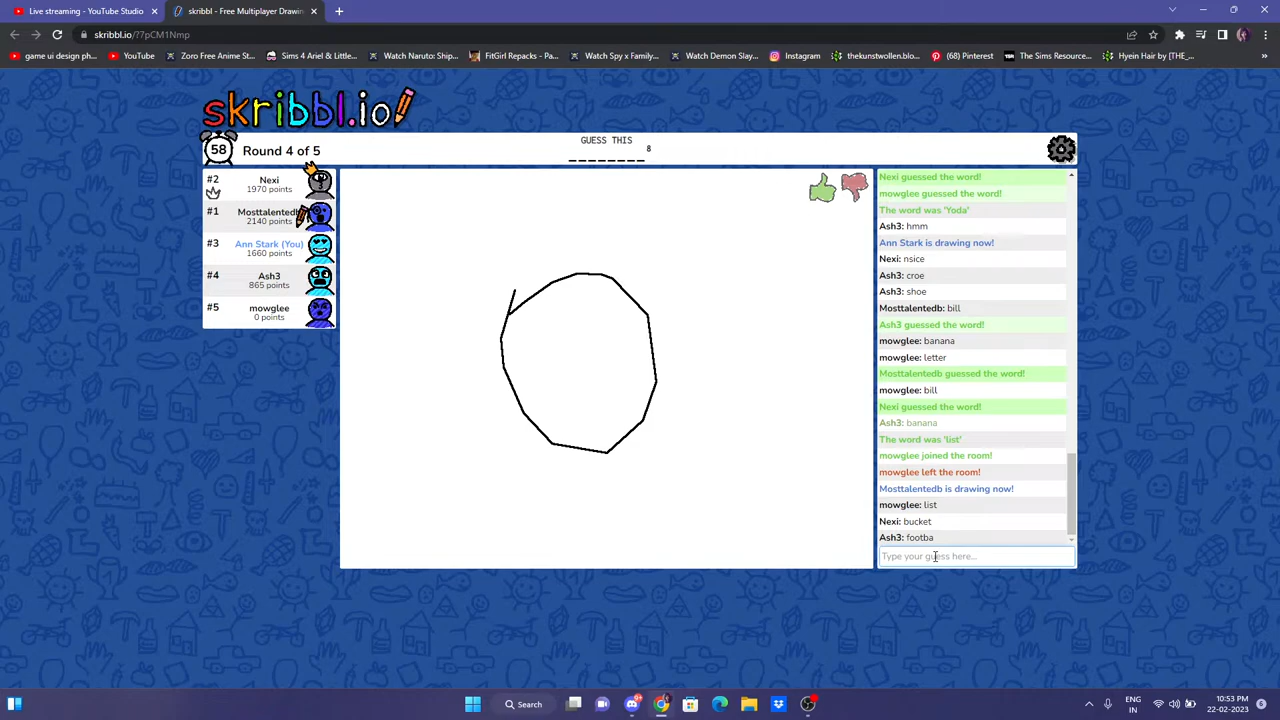 Live streaming - YouTube Studio
skribbl - Free Multiplayer Drawin
skribbl.io/?7pCM1Nmp
game ui design ph...
YouTube
Zoro Free Anime St...
Sims 4 Ariel & Little...
Watch Naruto: Ship...
FitGirl Repacks - Pa...
Watch Spy x Family...
Watch Demon Slay...
Instagram
thekunstwollen.blo...
(68) Pinterest
The Sims Resource...
Hyein Hair by [THE_...
skribbl.io
58
Round 4 of 5
GUESS THIS
________ 8
#2
Nexi
1970 points
#1
Mosttalentedb
2140 points
#3
Ann Stark (You)
1660 points
#4
Ash3
865 points
#5
mowglee
0 points
Nexi guessed the word!
mowglee guessed the word!
The word was 'Yoda'
Ash3: hmm
Ann Stark is drawing now!
Nexi: nsice
Ash3: croe
Ash3: shoe
Mosttalentedb: bill
Ash3 guessed the word!
mowglee: banana
mowglee: letter
Mosttalentedb guessed the word!
mowglee: bill
Nexi guessed the word!
Ash3: banana
The word was 'list'
mowglee joined the room!
mowglee left the room!
Mosttalentedb is drawing now!
mowglee: list
Nexi: bucket
Ash3: footba
Type your guess here...
Search
ENG
IN
10:53 PM
22-02-2023